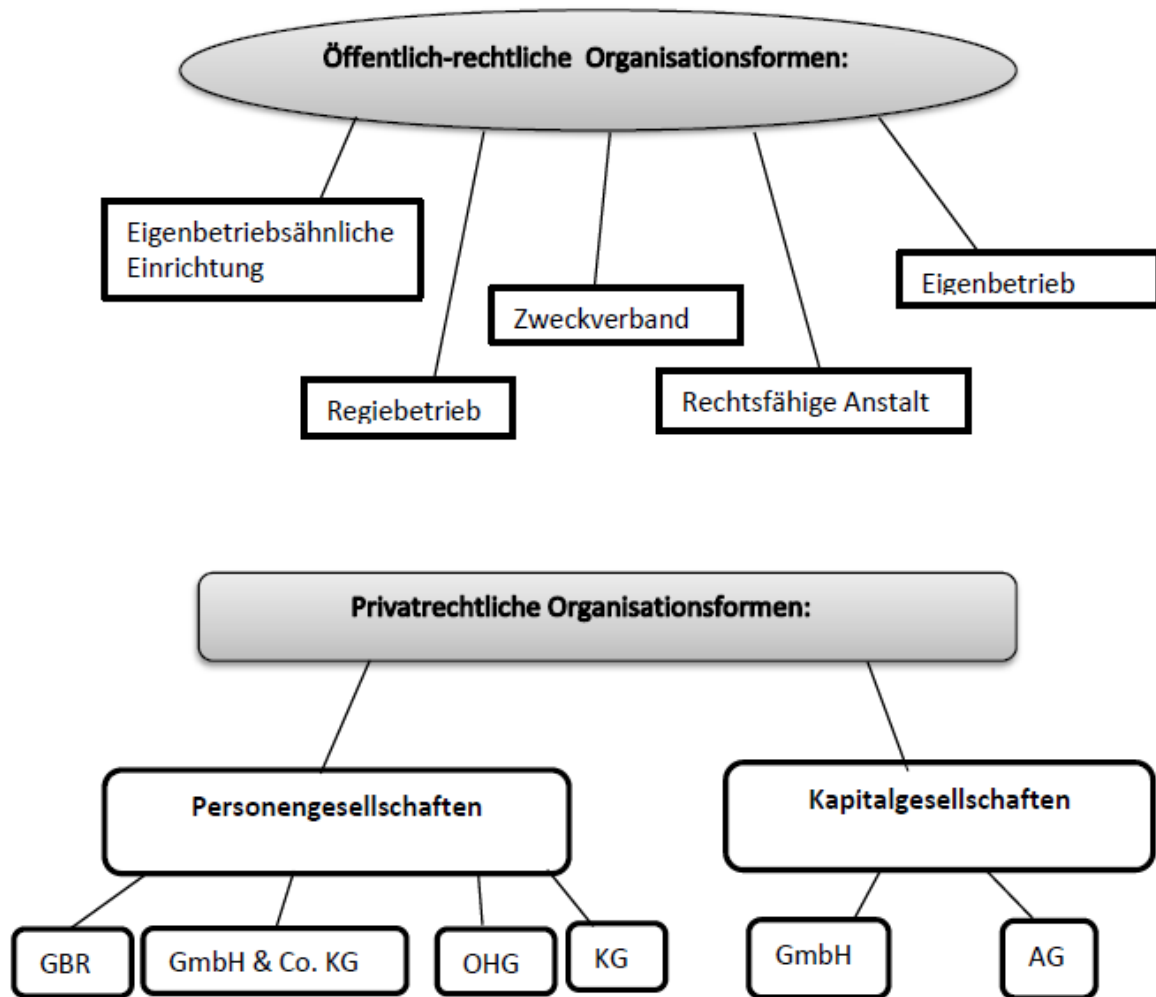 Öffentlich-rechtliche Organisationsformen:
Eigenbetriebsähnliche
Einrichtung
Eigenbetrieb
Zweckverband
Regiebetrieb
Rechtsfähige Anstalt
Privatrechtliche Organisationsformen:
Personengesellschaften
Kapitalgesellschaften
GBR
GmbH & Co. KG
OHG
KG
GmbH
AG